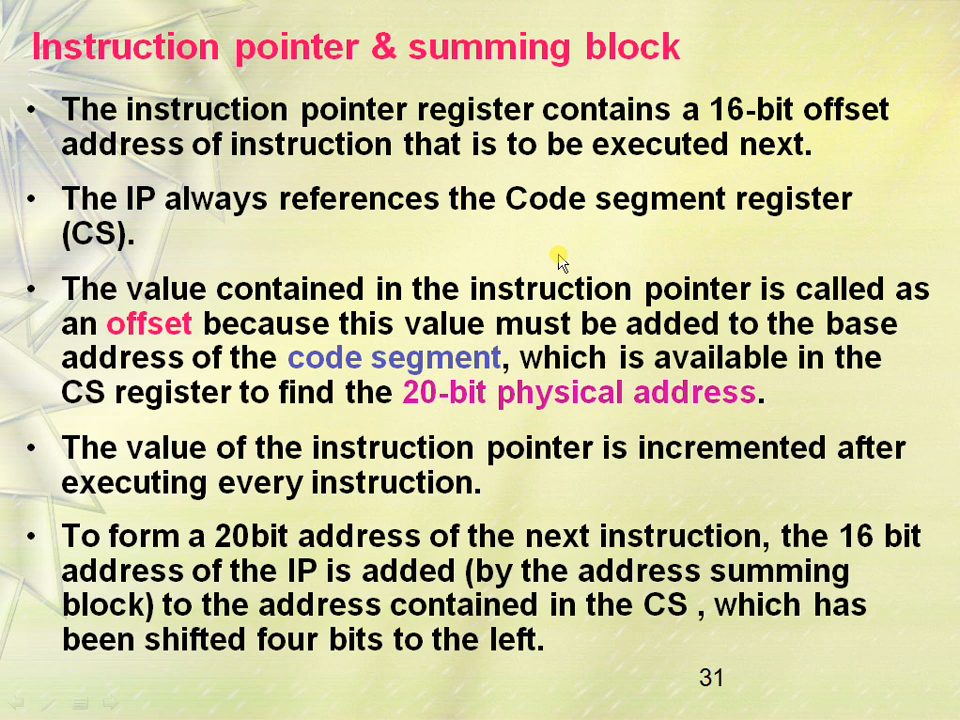 Instruction pointer & summing block
• The instruction pointer register contains a 16-bit offset
address of instruction that is to be executed next.
• The IP always references the Code segment register
(CS).
• The value contained in the instruction pointer is called as
an offset because this value must be added to the base
address of the code segment, which is available in the
CS register to find the 20-bit physical address.
• The value of the instruction pointer is incremented after
executing every instruction.
• To form a 20bit address of the next instruction, the 16 bit
address of the IP is added (by the address summing
block) to the address contained in the CS , which has
been shifted four bits to the left.
31